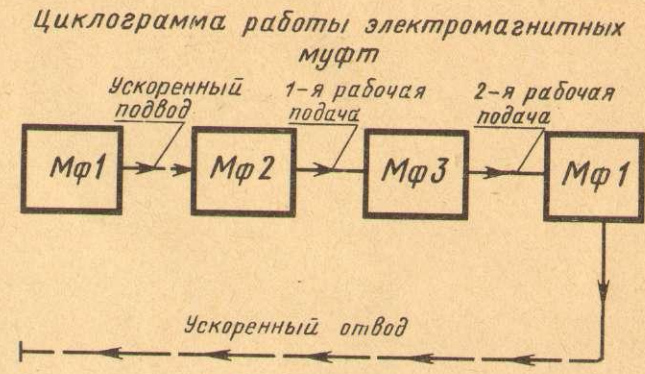 Циклограмма работы электромагнитных
муфт
Ускоренный
подвод
1-я рабочая
подача
2-я рабочая
подача
Мф1
Мф2
Мф3
Мф1
Ускоренный отвод